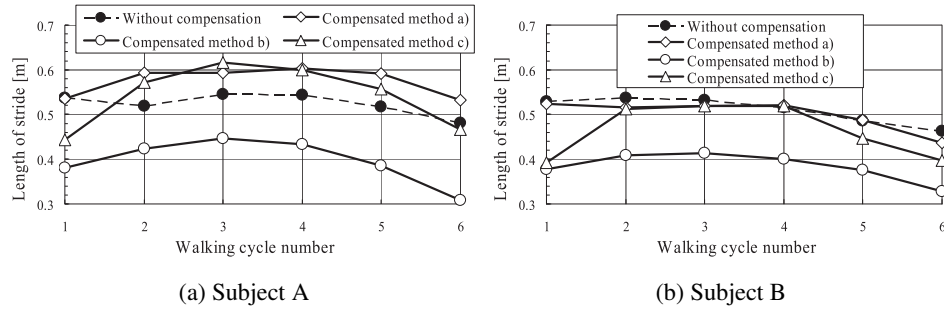 Without compensation
Compensated method a)
Compensated method b)
Compensated method c)
0.7
0.6
0.5
0.4
0.3
Length of stride [m]
1 2 3 4 5 6
Walking cycle number
(a) Subject A
Without compensation
Compensated method a)
Compensated method b)
Compensated method c)
0.7
0.6
0.5
0.4
0.3
Length of stride [m]
1 2 3 4 5 6
Walking cycle number
(b) Subject B